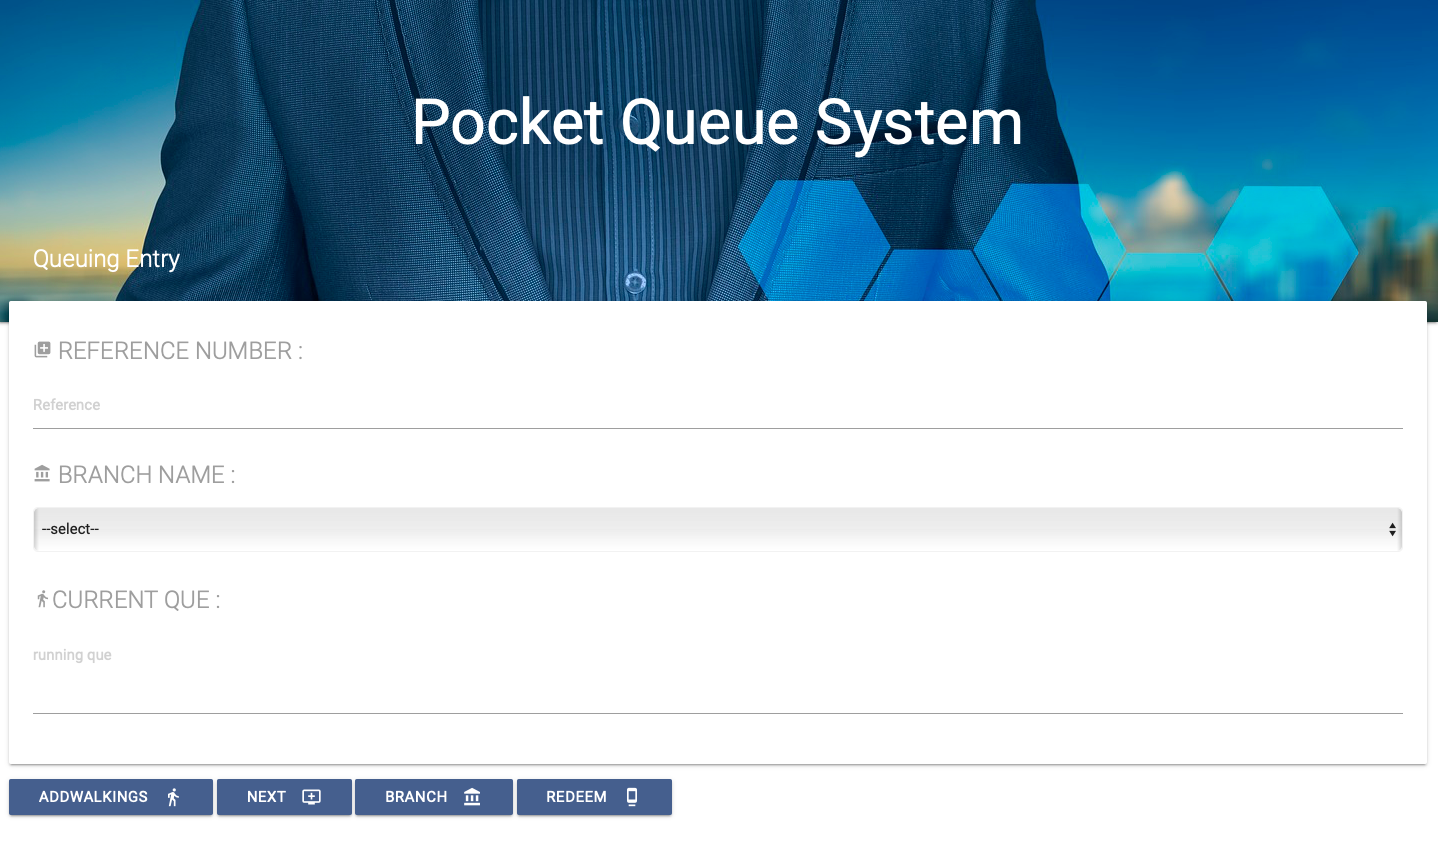 Pocket Queue System
Queuing Entry
REFERENCE NUMBER :
Reference
BRANCH NAME :
--select--
CURRENT QUE :
running que
ADDWALKINGS NEXT BRANCH REDEEM